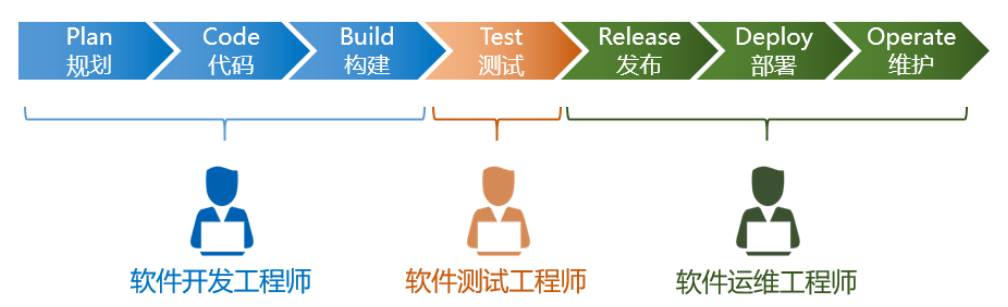 Plan
规划
Code
代码
Build
构建
Test
测试
Release
发布
Deploy
部署
Operate
维护
软件开发工程师
软件测试工程师
软件运维工程师